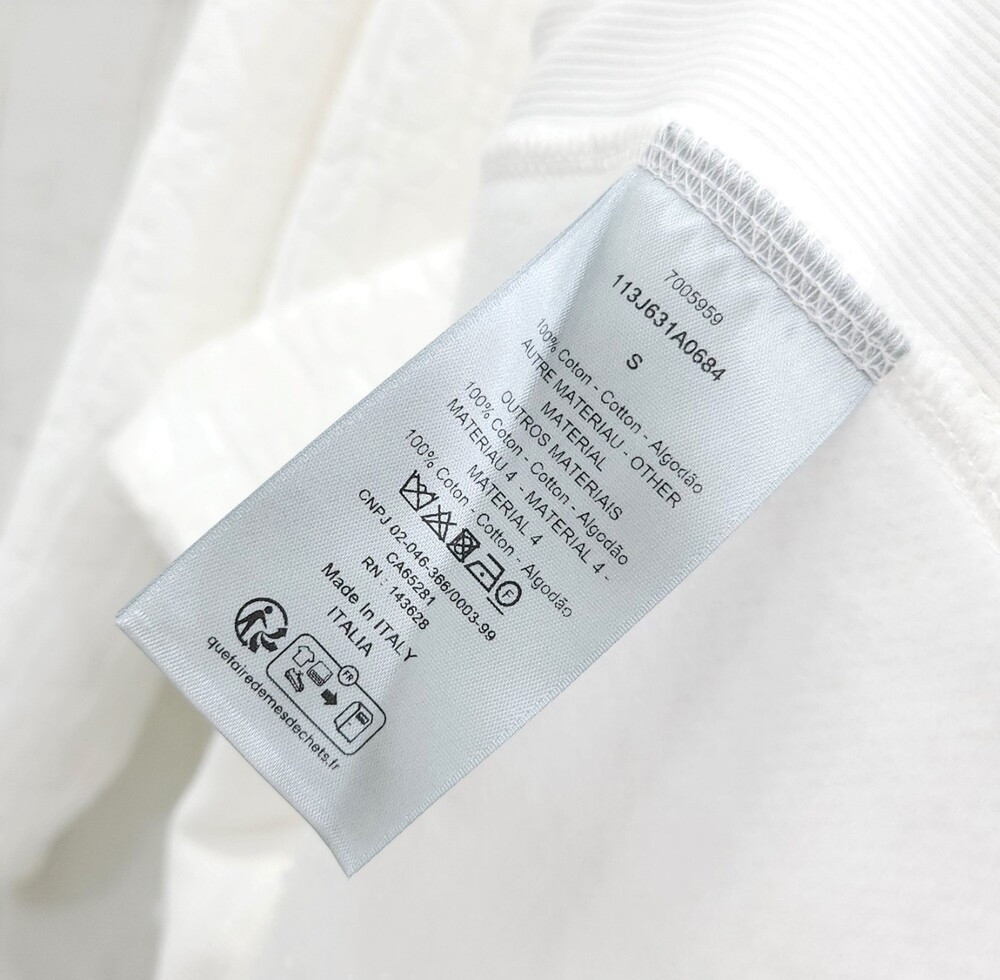 7005959
113J631A0684
S
100% Coton - Cotton - Algodão
AUTRE MATERIAU - OTHER
MATERIAL
OUTROS MATERIAIS
100% Coton - Cotton - Algodão
MATERIAU 4 - MATERIAL 4 -
MATERIAL 4
100% Coton - Cotton - Algodão
F
CNPJ 02-046-366/0003-99
CA65281
RN : 143628
Made In ITALY
ITALIA
FR
quefairedemesdechets.fr